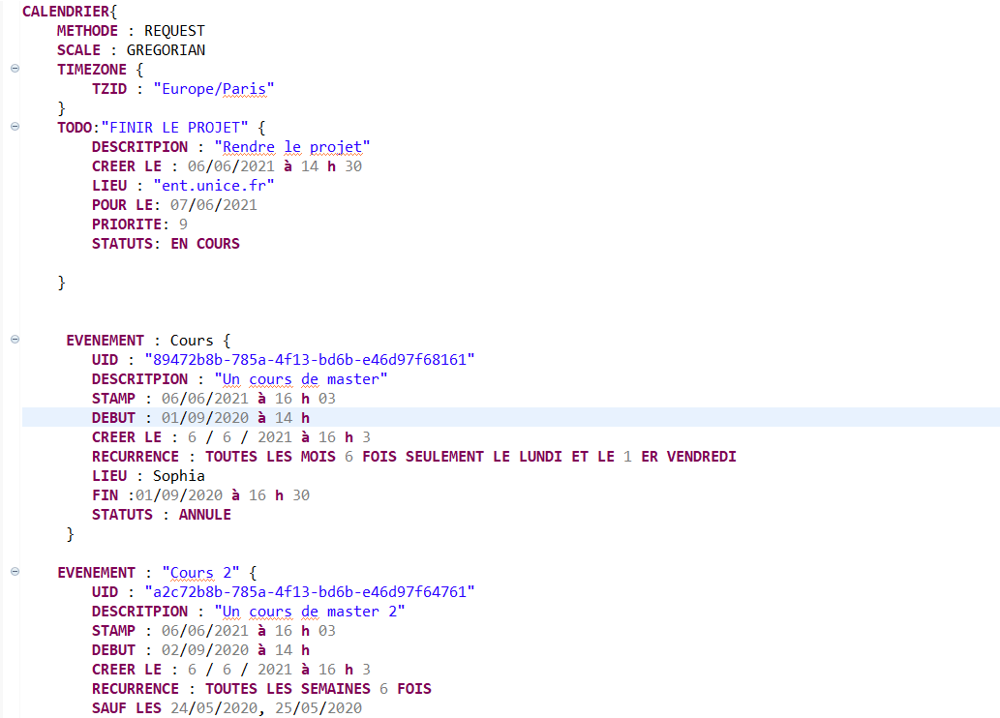 CALENDRIER{
METHODE : REQUEST
SCALE : GREGORIAN
TIMEZONE {
TZID : "Europe/Paris"
}
TODO:"FINIR LE PROJET" {
DESCRITPION : "Rendre le projet"
CREER LE : 06/06/2021 à 14 h 30
LIEU : "ent.unice.fr"
POUR LE: 07/06/2021
PRIORITE: 9
STATUTS: EN COURS
}
EVENEMENT : Cours {
UID : "89472b8b-785a-4f13-bd6b-e46d97f68161"
DESCRITPION : "Un cours de master"
STAMP : 06/06/2021 à 16 h 03
DEBUT : 01/09/2020 à 14 h
CREER LE : 6 / 6 / 2021 à 16 h 3
RECURRENCE : TOUTES LES MOIS 6 FOIS SEULEMENT LE LUNDI ET LE 1 ER VENDREDI
LIEU : Sophia
FIN :01/09/2020 à 16 h 30
STATUTS : ANNULE
}
EVENEMENT : "Cours 2" {
UID : "a2c72b8b-785a-4f13-bd6b-e46d97f64761"
DESCRITPION : "Un cours de master 2"
STAMP : 06/06/2021 à 16 h 03
DEBUT : 02/09/2020 à 14 h
CREER LE : 6 / 6 / 2021 à 16 h 3
RECURRENCE : TOUTES LES SEMAINES 6 FOIS
SAUF LES 24/05/2020, 25/05/2020